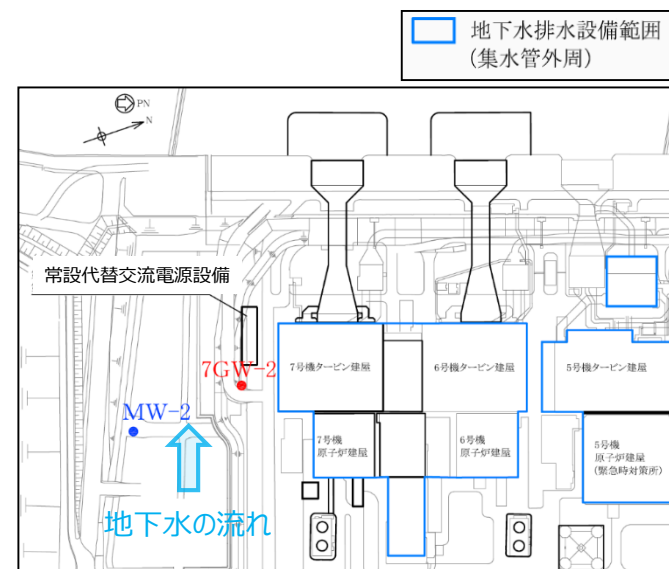 地下水排水設備範囲
(集水管外周)
PN
N
常設代替交流電源設備
7GW-2
MW-2
地下水の流れ
7号機タービン建屋
6号機タービン建屋
5号機タービン建屋
7号機
原子炉建屋
6号機
原子炉建屋
5号機
原子炉建屋
(緊急時対策所)